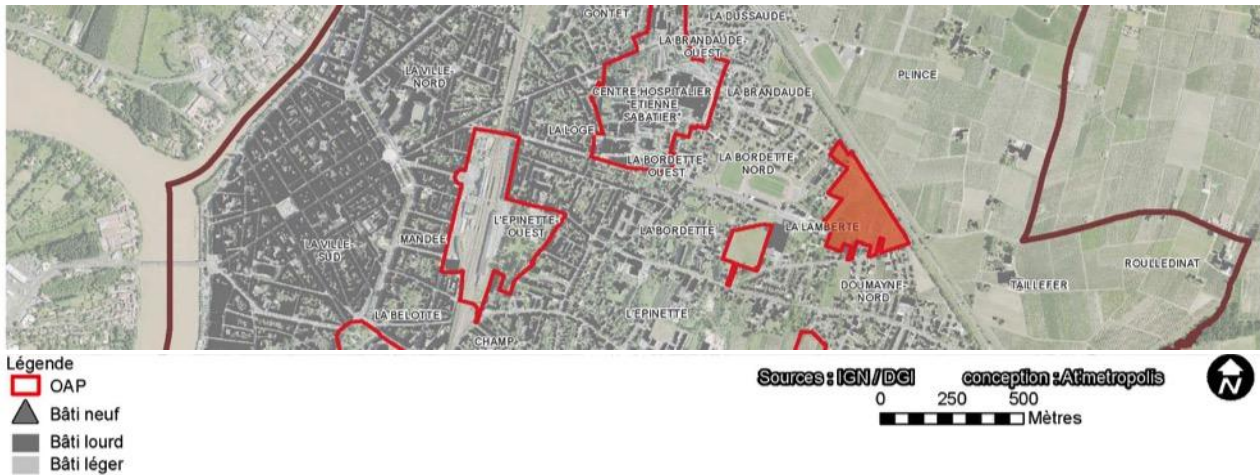 GONTET
LA DUSSAUDE
LA BRANDAUDE-
OUEST
LA VILLE-
NORD
PLINCE
CENTRE HOSPITALIER
"ETIENNE
SABATIER"
LA BRANDAUDE
LA LOGE
LA BORDETTE-
OUEST
LA BORDETTE-
NORD
L'EPINETTE-
OUEST
MANDEE
LA BORDETTE
LA LAMBERTE
LA VILLE-
SUD
ROULLEDINAT
DOUMAYNE-
NORD
TAILLEFER
LA BELOTTE
L'EPINETTE
CHAMP
Légende
OAP
Bâti neuf
Bâti lourd
Bâti léger
Sources : IGN / DGI conception : At'metropolis
0 250 500
Mètres
N